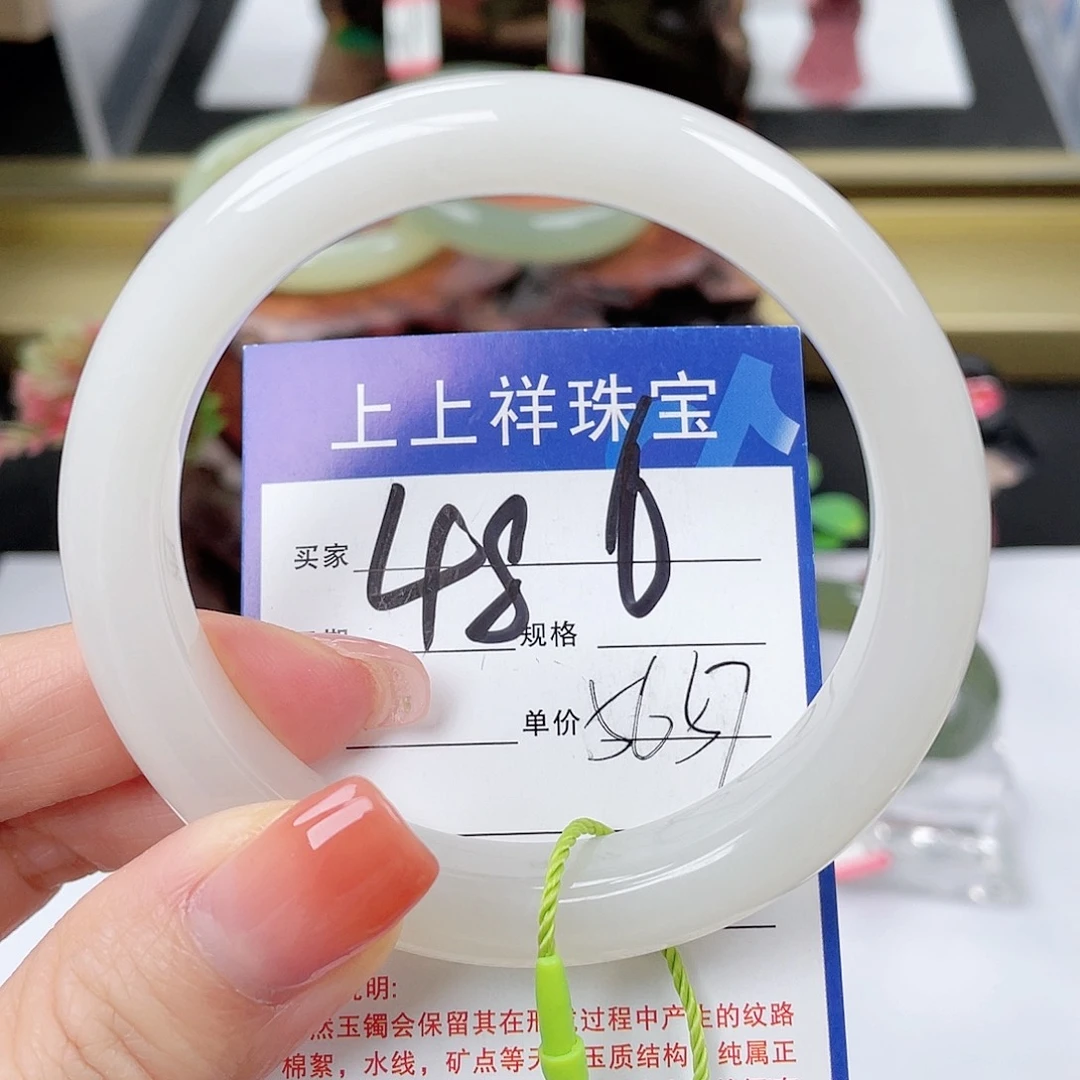 上上祥珠宝
买家 48 6
规格
单价 5657
明:
然玉镯会保留其在形 过程中产生的纹路
棉絮，水线，矿点等天 玉质结构 纯属正